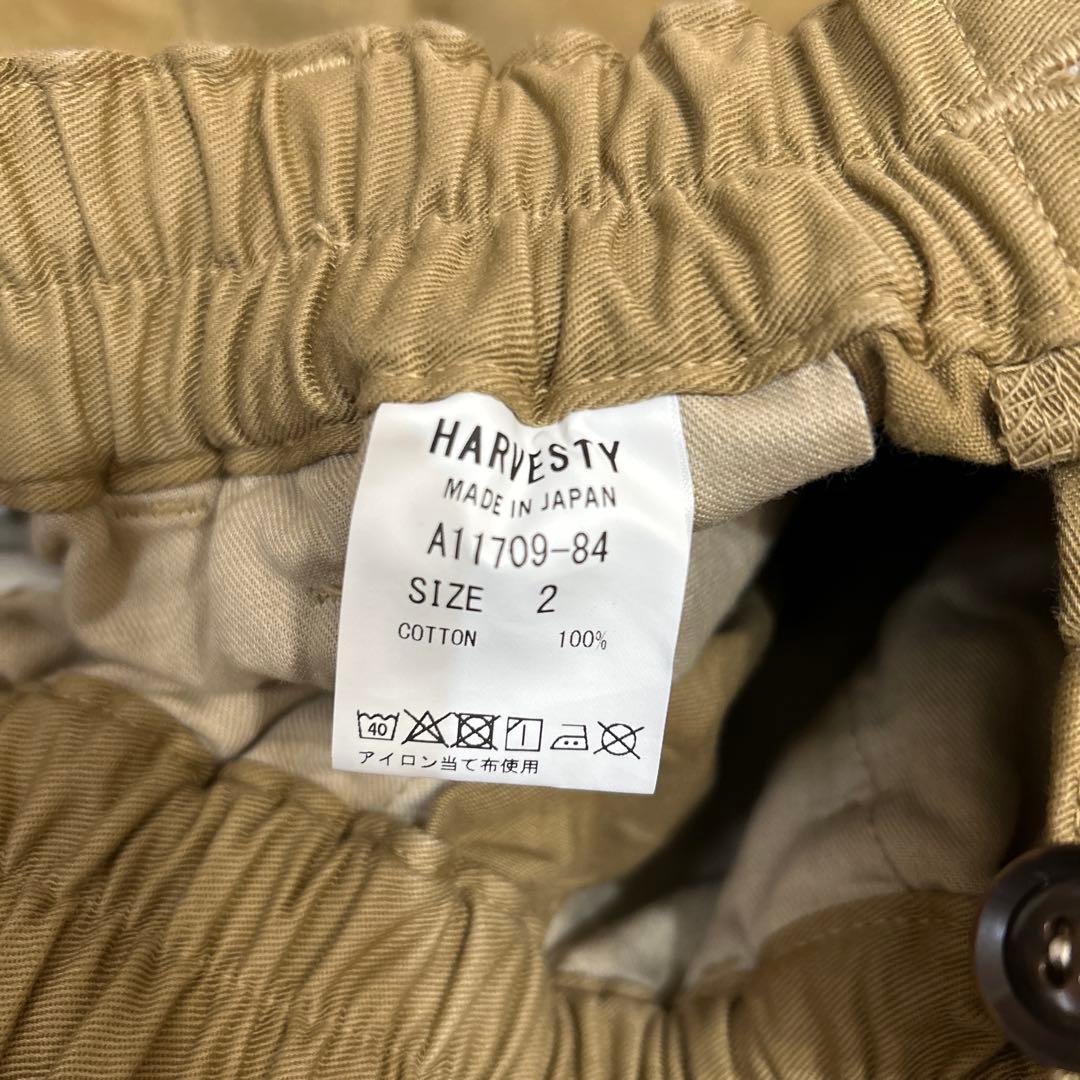 HARVESTY
MADE IN JAPAN
A11709-84
SIZE 2
COTTON 100%
40
アイロン当て布使用